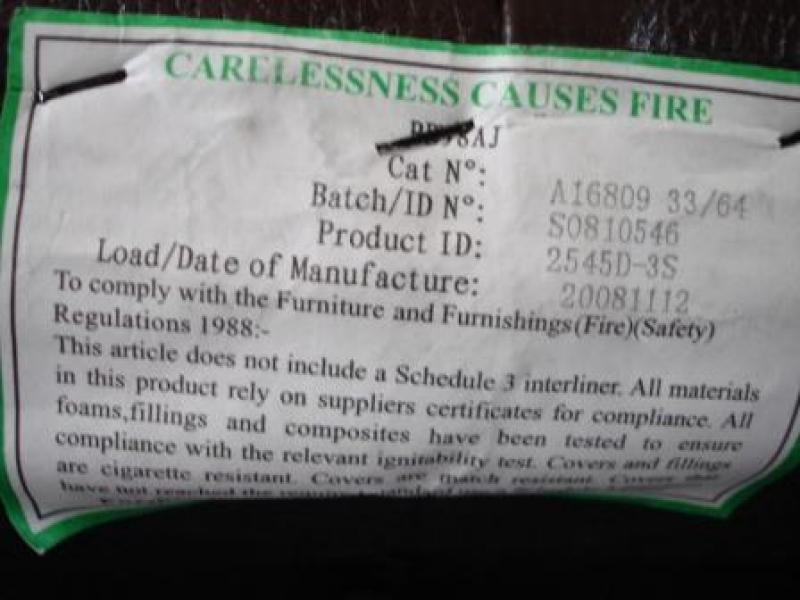 CARELESSNESS CAUSES FIRE
8AJ
Cat N°: A16809 33/64
Batch/ID N°: S0810546
Product ID: 2545D-3S
Load/Date of Manufacture: 20081112
To comply with the Furniture and Furnishings(Fire)(Safety)
Regulations 1988:-
This article does not include a Schedule 3 interliner. All materials
in this product rely on suppliers certificates for compliance. All
foams,fillings and composites have been tested to ensure
compliance with the relevant ignitability test. Covers and fillings
are cigarette resistant. Covers are match resistant. Covers that
have not reached the